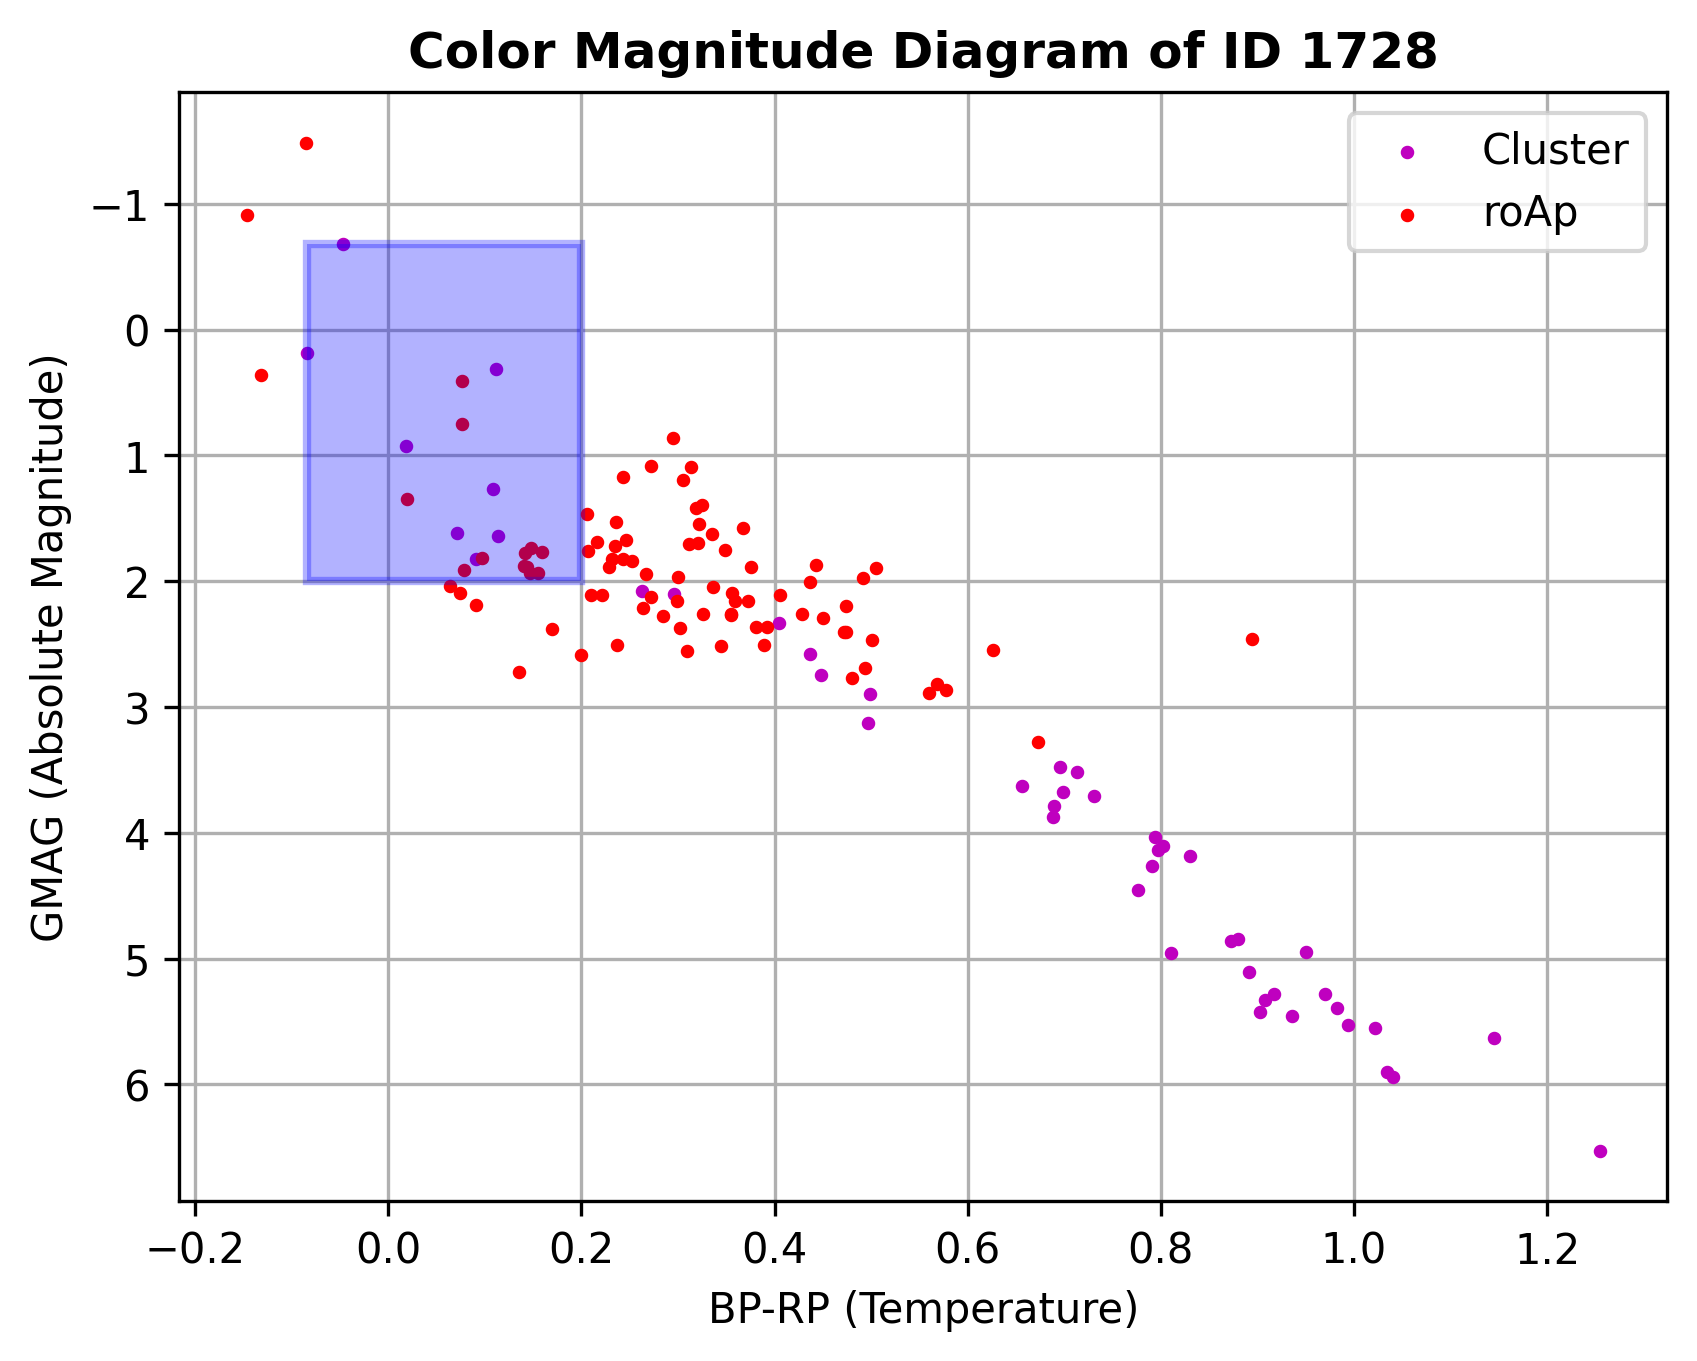 Color Magnitude Diagram of ID 1728
Cluster
roAp
−1
0
1
2
3
4
5
6
GMAG (Absolute Magnitude)
−0.2 0.0 0.2 0.4 0.6 0.8 1.0 1.2
BP-RP (Temperature)